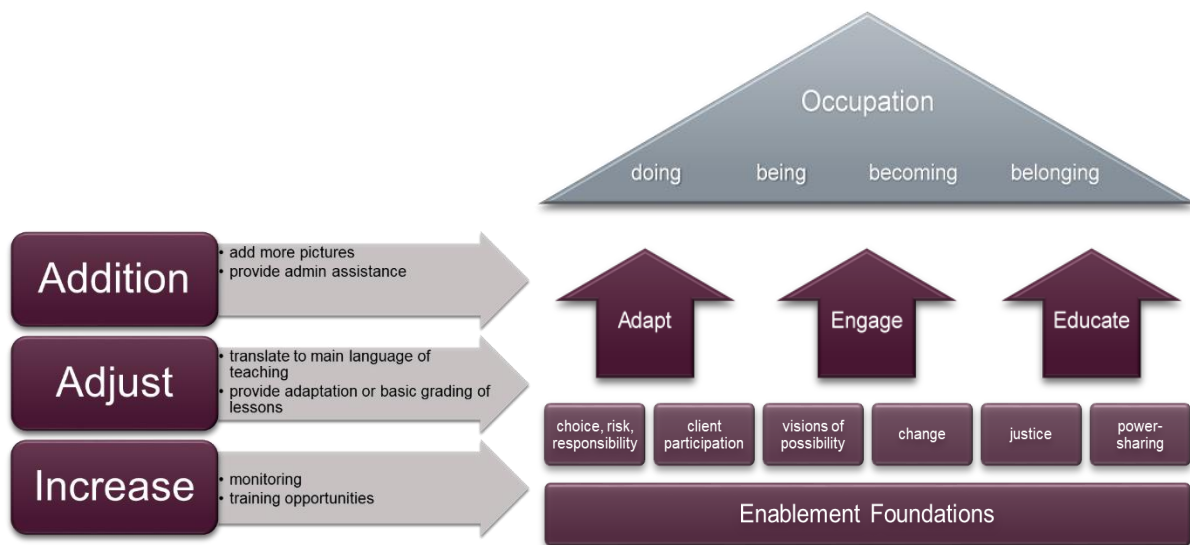 Occupation
doing being becoming belonging
Addition
• add more pictures
• provide admin assistance
Adjust
• translate to main language of
teaching
• provide adaptation or basic grading of
lessons
Increase
• monitoring
• training opportunities
Adapt
Engage
Educate
choice, risk,
responsibility
client
participation
visions of
possibility
change
justice
power-
sharing
Enablement Foundations